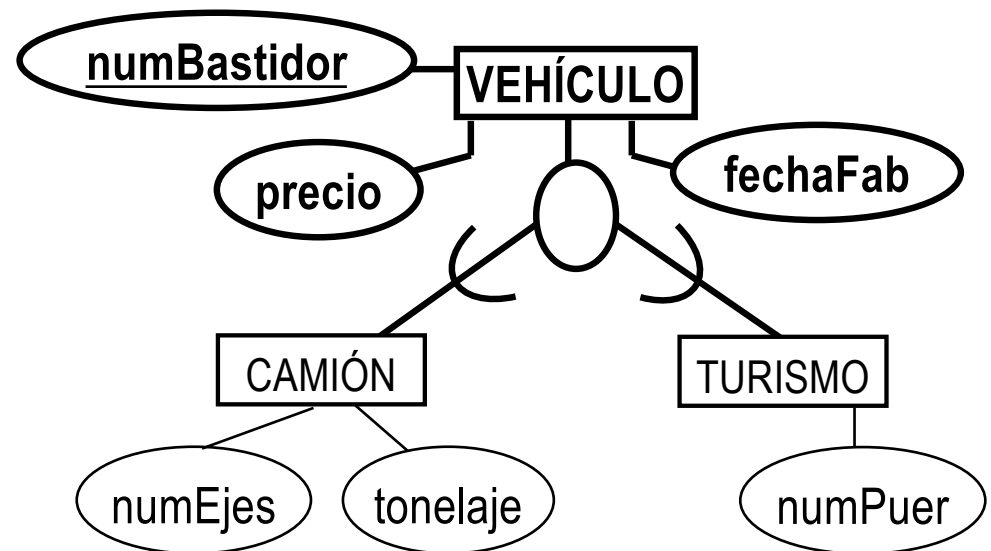 numBastidor
VEHÍCULO
precio
fechaFab
CAMIÓN
TURISMO
numEjes
tonelaje
numPuer